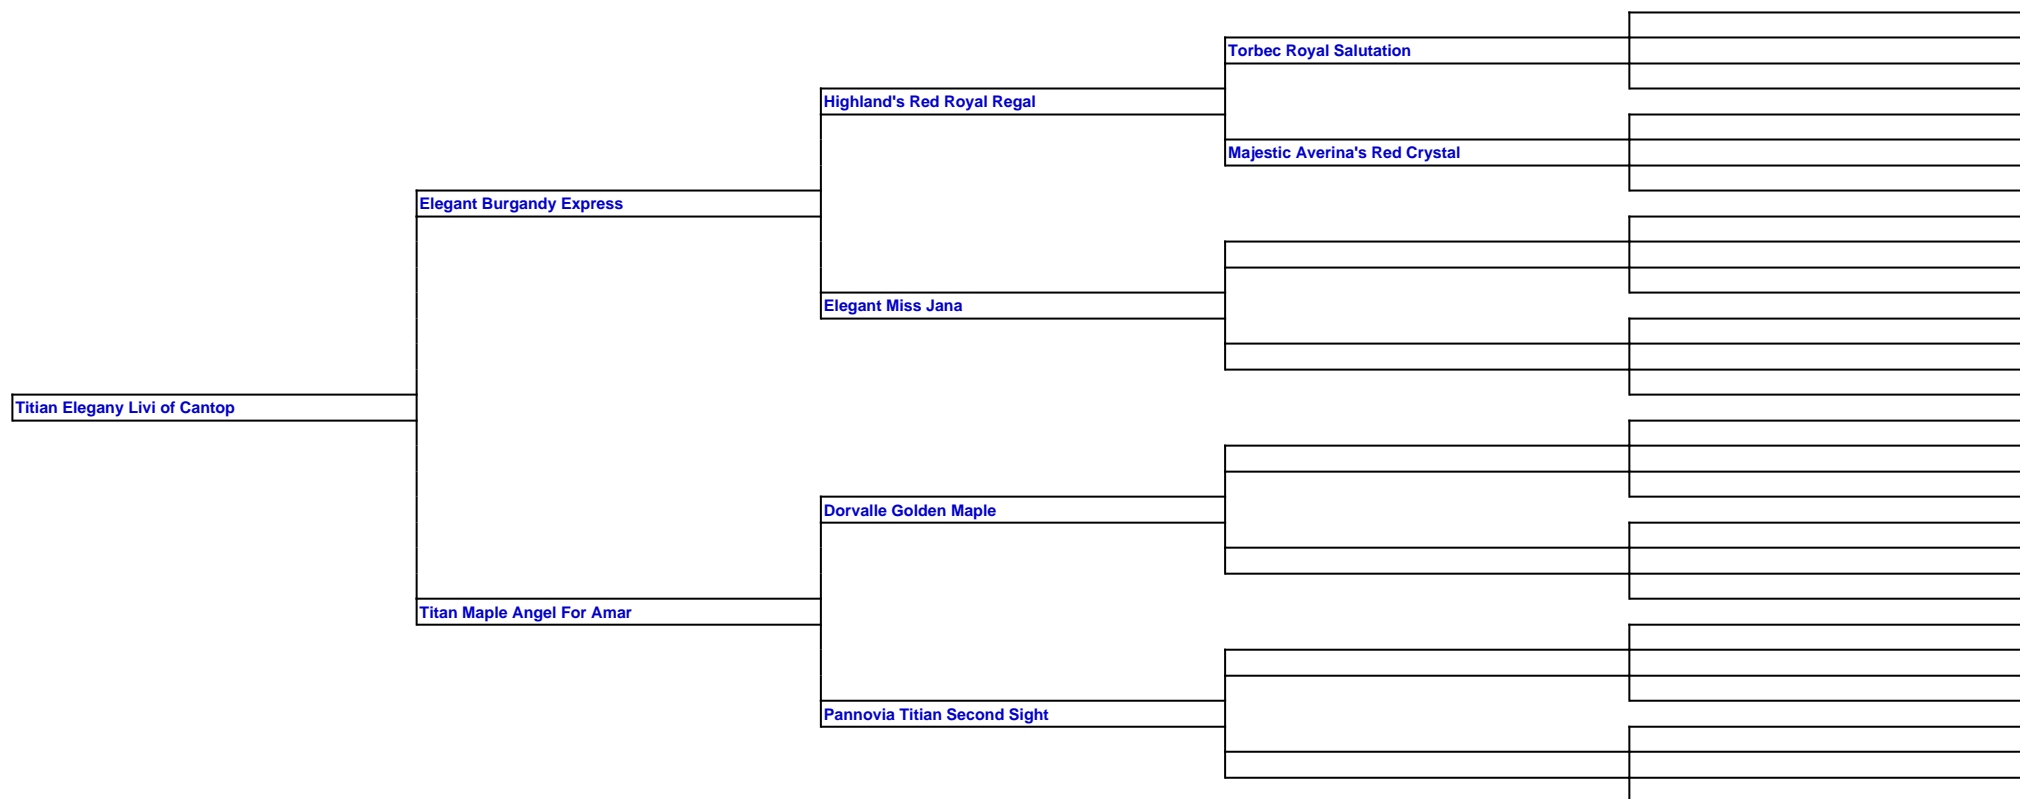 Torbec Royal Salutation
Highland's Red Royal Regal
Majestic Averina's Red Crystal
Elegant Burgandy Express
Elegant Miss Jana
Titian Elegany Livi of Cantop
Dorvalle Golden Maple
Titan Maple Angel For Amar
Pannovia Titian Second Sight